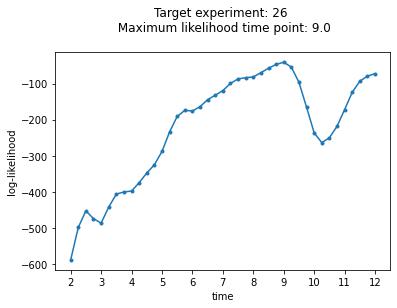 Target experiment: 26
Maximum likelihood time point: 9.0
−100
−200
−300
−400
−500
−600
log-likelihood
2 3 4 5 6 7 8 9 10 11 12
time